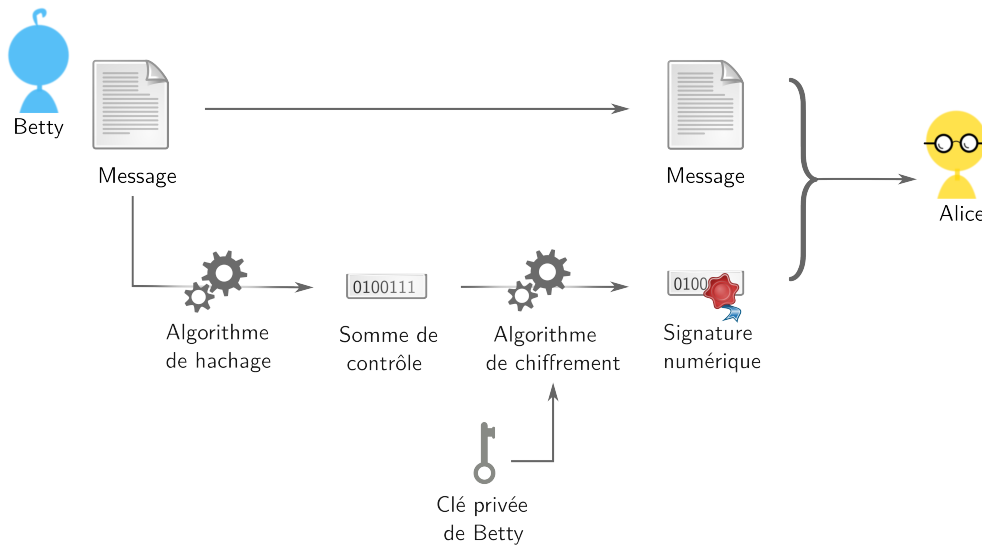 Betty
Message
Message
Alice
0100111
0100
Algorithme
de hachage
Somme de
contrôle
Algorithme
de chiffrement
Signature
numérique
Clé privée
de Betty